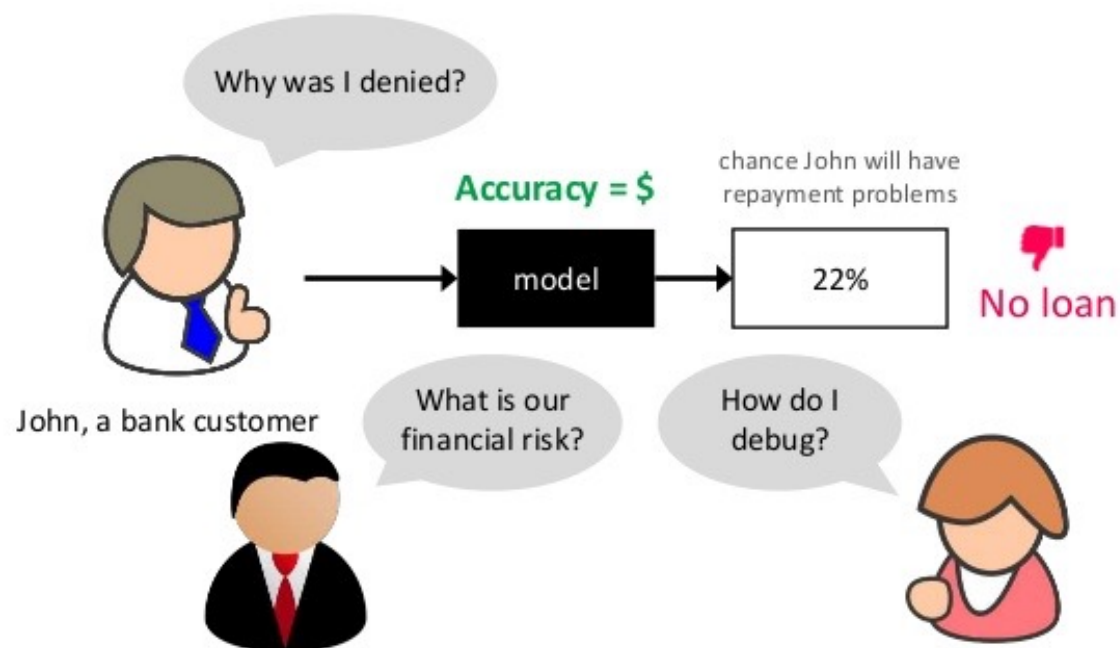 Why was I denied?
chance John will have
repayment problems
Accuracy = $
model
22%
No loan
John, a bank customer
What is our
financial risk?
How do I
debug?